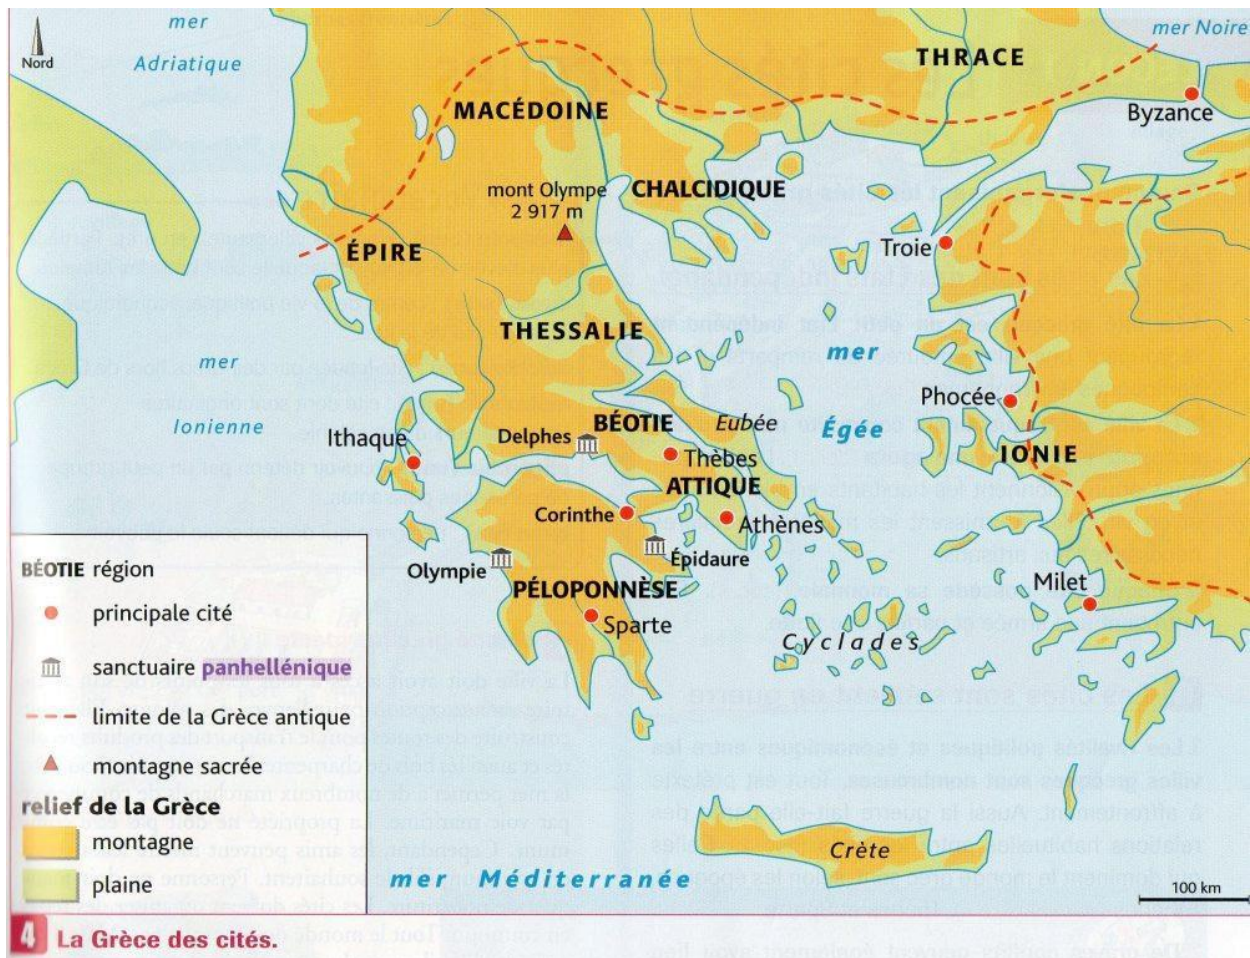 mer
Adriatique
Nord
mer Noire
THRACE
MACÉDOINE
Byzance
mont Olympe
2 917 m
CHALCIDIQUE
ÉPIRE
Troie
THESSALIE
mer
Égée
mer
Ionienne
Phocée
Ithaque
Delphes
BÉOTIE
Eubée
Thèbes
IONIE
ATTIQUE
Corinthe
Athènes
Olympie
Épidaure
PÉLOPONNÈSE
Sparte
Milet
Cyclades
Crète
mer Méditerranée
100 km
BÉOTIE région
principale cité
sanctuaire panhellénique
limite de la Grèce antique
montagne sacrée
relief de la Grèce
montagne
plaine
4 La Grèce des cités.